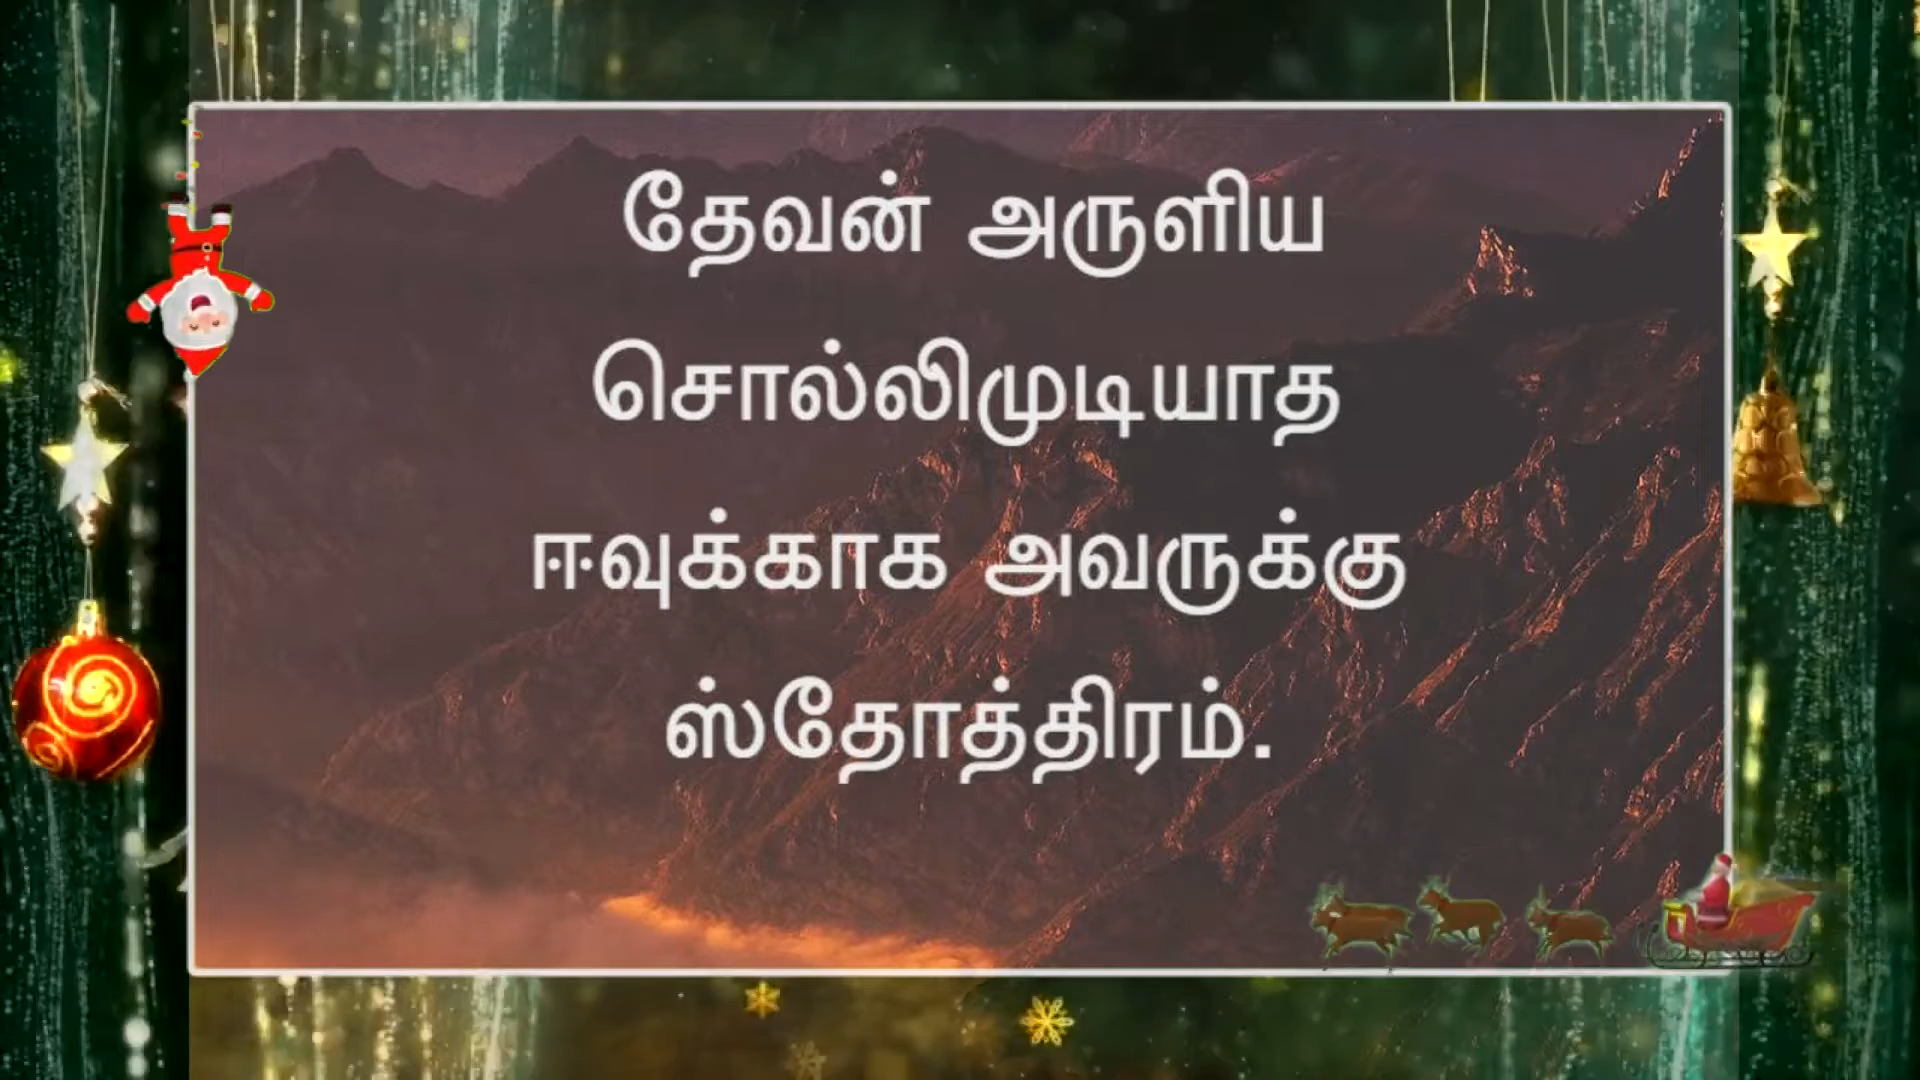 தேவன் அருளிய
சொல்லிமுடியாத
ஈவுக்காக அவருக்கு
ஸ்தோத்திரம்.